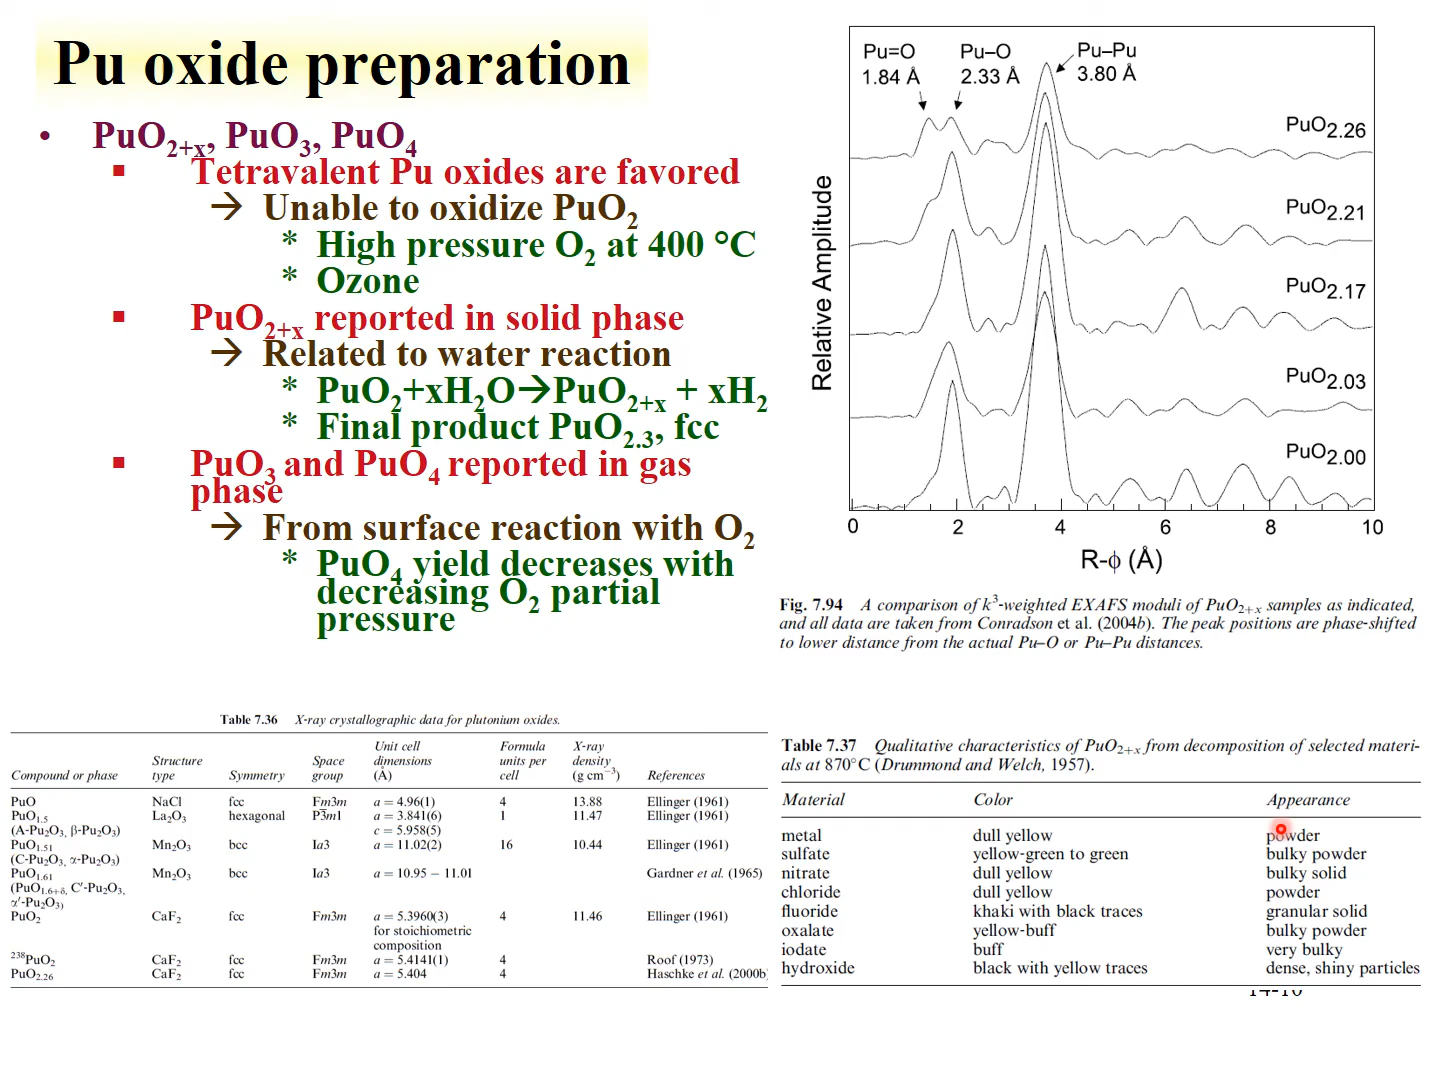 Pu oxide preparation
• PuO2+x, PuO3, PuO4
▪ Tetravalent Pu oxides are favored
→ Unable to oxidize PuO2
* High pressure O2 at 400 °C
* Ozone
▪ PuO2+x reported in solid phase
→ Related to water reaction
* PuO2+xH2O→PuO2+x + xH2
* Final product PuO2.3, fcc
▪ PuO3 and PuO4 reported in gas
phase
→ From surface reaction with O2
* PuO4 yield decreases with
decreasing O2 partial
pressure
Pu=O
1.84 Å
Pu–O
2.33 Å
Pu–Pu
3.80 Å
PuO2.26
PuO2.21
PuO2.17
PuO2.03
PuO2.00
Relative Amplitude
0 2 4 6 8 10
R-ϕ (Å)
Fig. 7.94 A comparison of k3-weighted EXAFS moduli of PuO2+x samples as indicated,
and all data are taken from Conradson et al. (2004b). The peak positions are phase-shifted
to lower distance from the actual Pu–O or Pu–Pu distances.
Table 7.36 X-ray crystallographic data for plutonium oxides.
Compound or phase Structure type Symmetry Space group Unit cell dimensions (Å) Formula units per cell X-ray density (g cm−3) References
PuO NaCl fcc Fm3m a = 4.96(1) 4 13.88 Ellinger (1961)
PuO1.5 La2O3 hexagonal P3̅m1 a = 3.841(6) 1 11.47 Ellinger (1961)
(A-Pu2O3, β-Pu2O3) c = 5.958(5)
PuO1.51 Mn2O3 bcc Ia3 a = 11.02(2) 16 10.44 Ellinger (1961)
(C-Pu2O3, α-Pu2O3)
PuO1.61 Mn2O3 bcc Ia3 a = 10.95 − 11.01 Gardner et al. (1965)
(PuO1.6+δ, C′-Pu2O3,
α′-Pu2O3)
PuO2 CaF2 fcc Fm3m a = 5.3960(3) 4 11.46 Ellinger (1961)
for stoichiometric
composition
238PuO2 CaF2 fcc Fm3m a = 5.4141(1) 4 Roof (1973)
PuO2.26 CaF2 fcc Fm3m a = 5.404 4 Haschke et al. (2000b)
Table 7.37 Qualitative characteristics of PuO2+x from decomposition of selected materi-
als at 870°C (Drummond and Welch, 1957).
Material Color Appearance
metal dull yellow powder
sulfate yellow-green to green bulky powder
nitrate dull yellow bulky solid
chloride dull yellow powder
fluoride khaki with black traces granular solid
oxalate yellow-buff bulky powder
iodate buff very bulky
hydroxide black with yellow traces dense, shiny particles
14-10